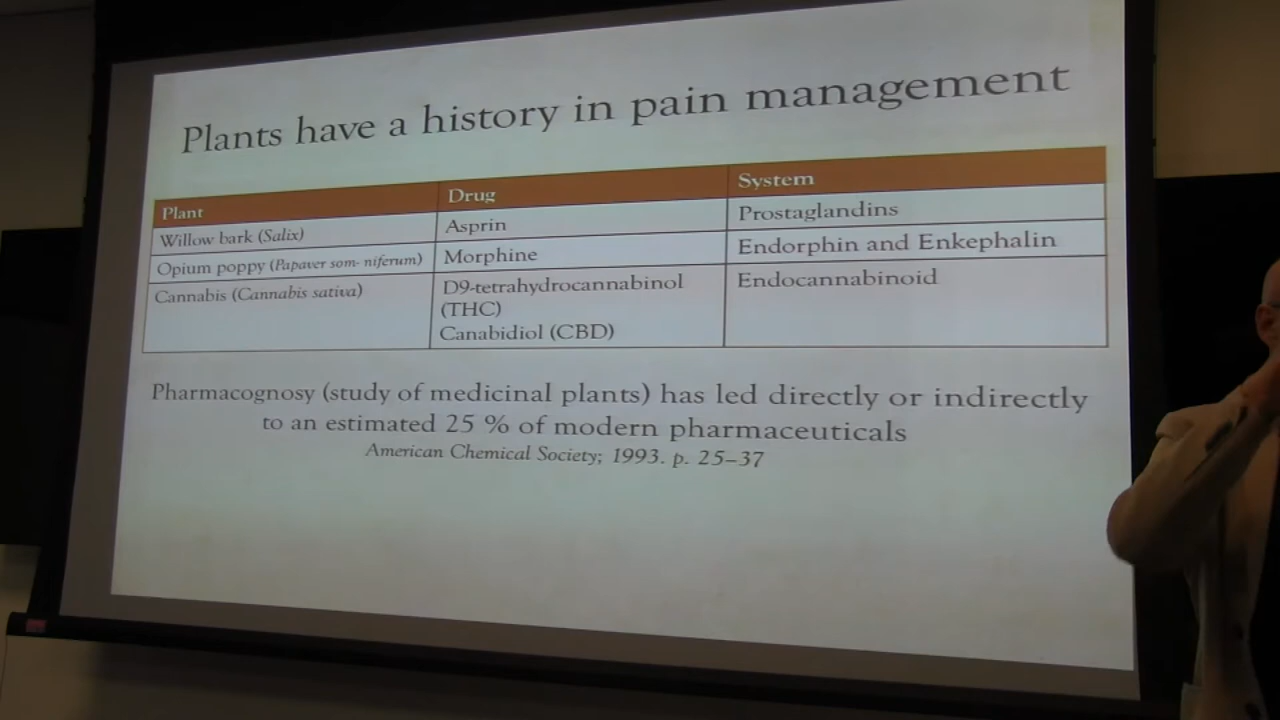 Plants have a history in pain management
Plant Drug System
Willow bark (Salix) Asprin Prostaglandins
Opium poppy (Papaver som- niferum) Morphine Endorphin and Enkephalin
Cannabis (Cannabis sativa) D9-tetrahydrocannabinol Endocannabinoid
(THC)
Canabidiol (CBD)
Pharmacognosy (study of medicinal plants) has led directly or indirectly
to an estimated 25 % of modern pharmaceuticals
American Chemical Society; 1993. p. 25–37